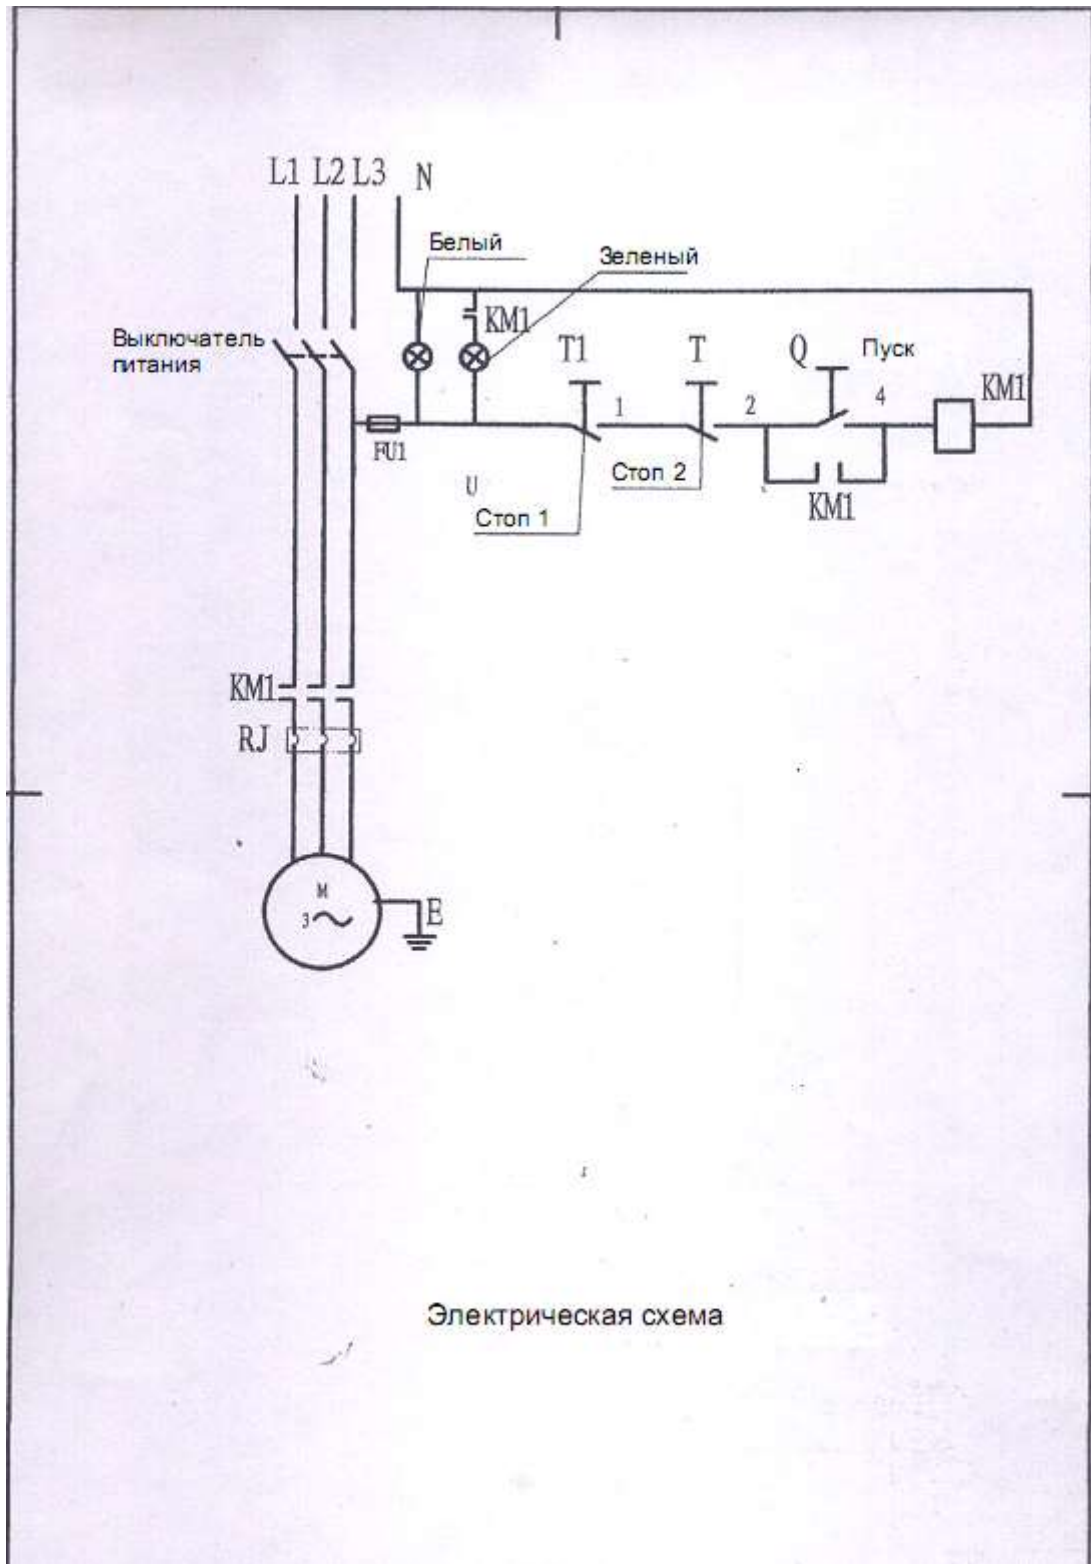 L1 L2 L3 N
Белый
Зеленый
KM1
Выключатель
питания
T1
T
Q
Пуск
1
2
4
KM1
FU1
U
Стоп 2
Стоп 1
KM1
KM1
RJ
M
3
E
Электрическая схема